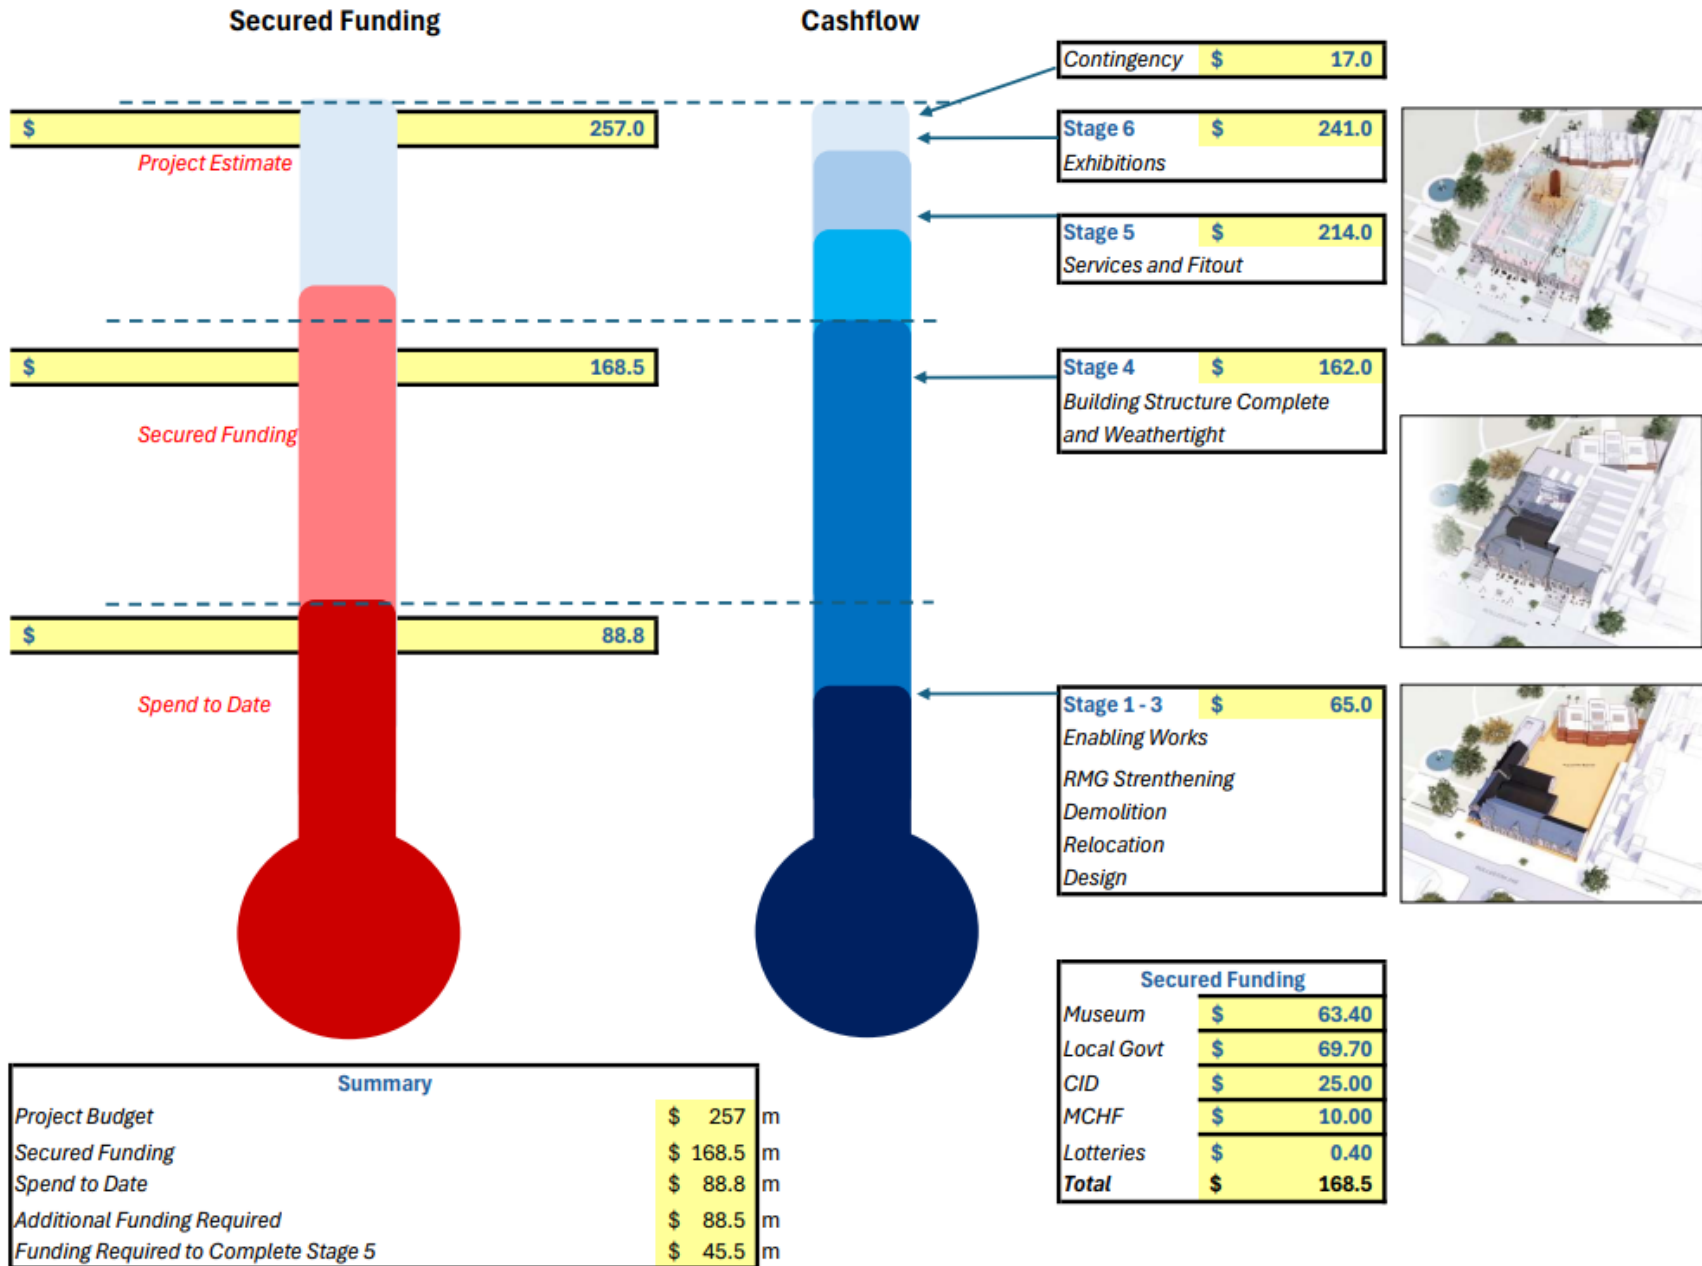 Secured Funding
Cashflow
Contingency $ 17.0
$ 257.0
Project Estimate
Stage 6 $ 241.0
Exhibitions
Stage 5 $ 214.0
Services and Fitout
$ 168.5
Secured Funding
Stage 4 $ 162.0
Building Structure Complete
and Weathertight
$ 88.8
Spend to Date
Stage 1 - 3 $ 65.0
Enabling Works
RMG Strenthening
Demolition
Relocation
Design
Secured Funding
Museum $ 63.40
Local Govt $ 69.70
CID $ 25.00
MCHF $ 10.00
Lotteries $ 0.40
Total $ 168.5
Summary
Project Budget $ 257 m
Secured Funding $ 168.5 m
Spend to Date $ 88.8 m
Additional Funding Required $ 88.5 m
Funding Required to Complete Stage 5 $ 45.5 m